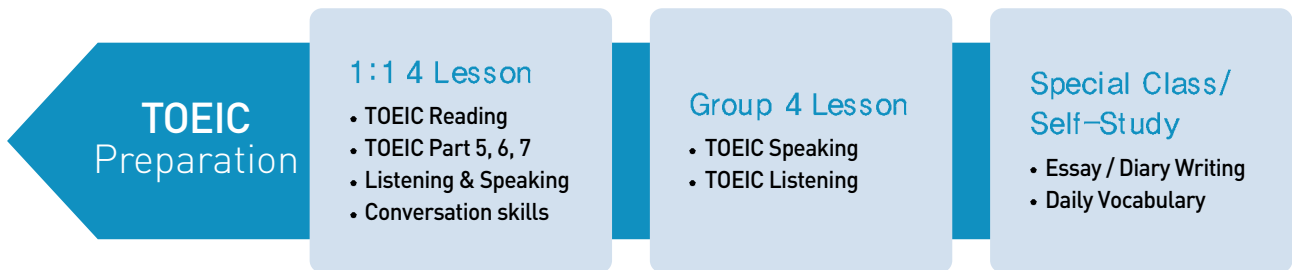 TOEIC
Preparation
1:1 4 Lesson
• TOEIC Reading
• TOEIC Part 5, 6, 7
• Listening & Speaking
• Conversation skills
Group 4 Lesson
• TOEIC Speaking
• TOEIC Listening
Special Class/
Self-Study
• Essay / Diary Writing
• Daily Vocabulary